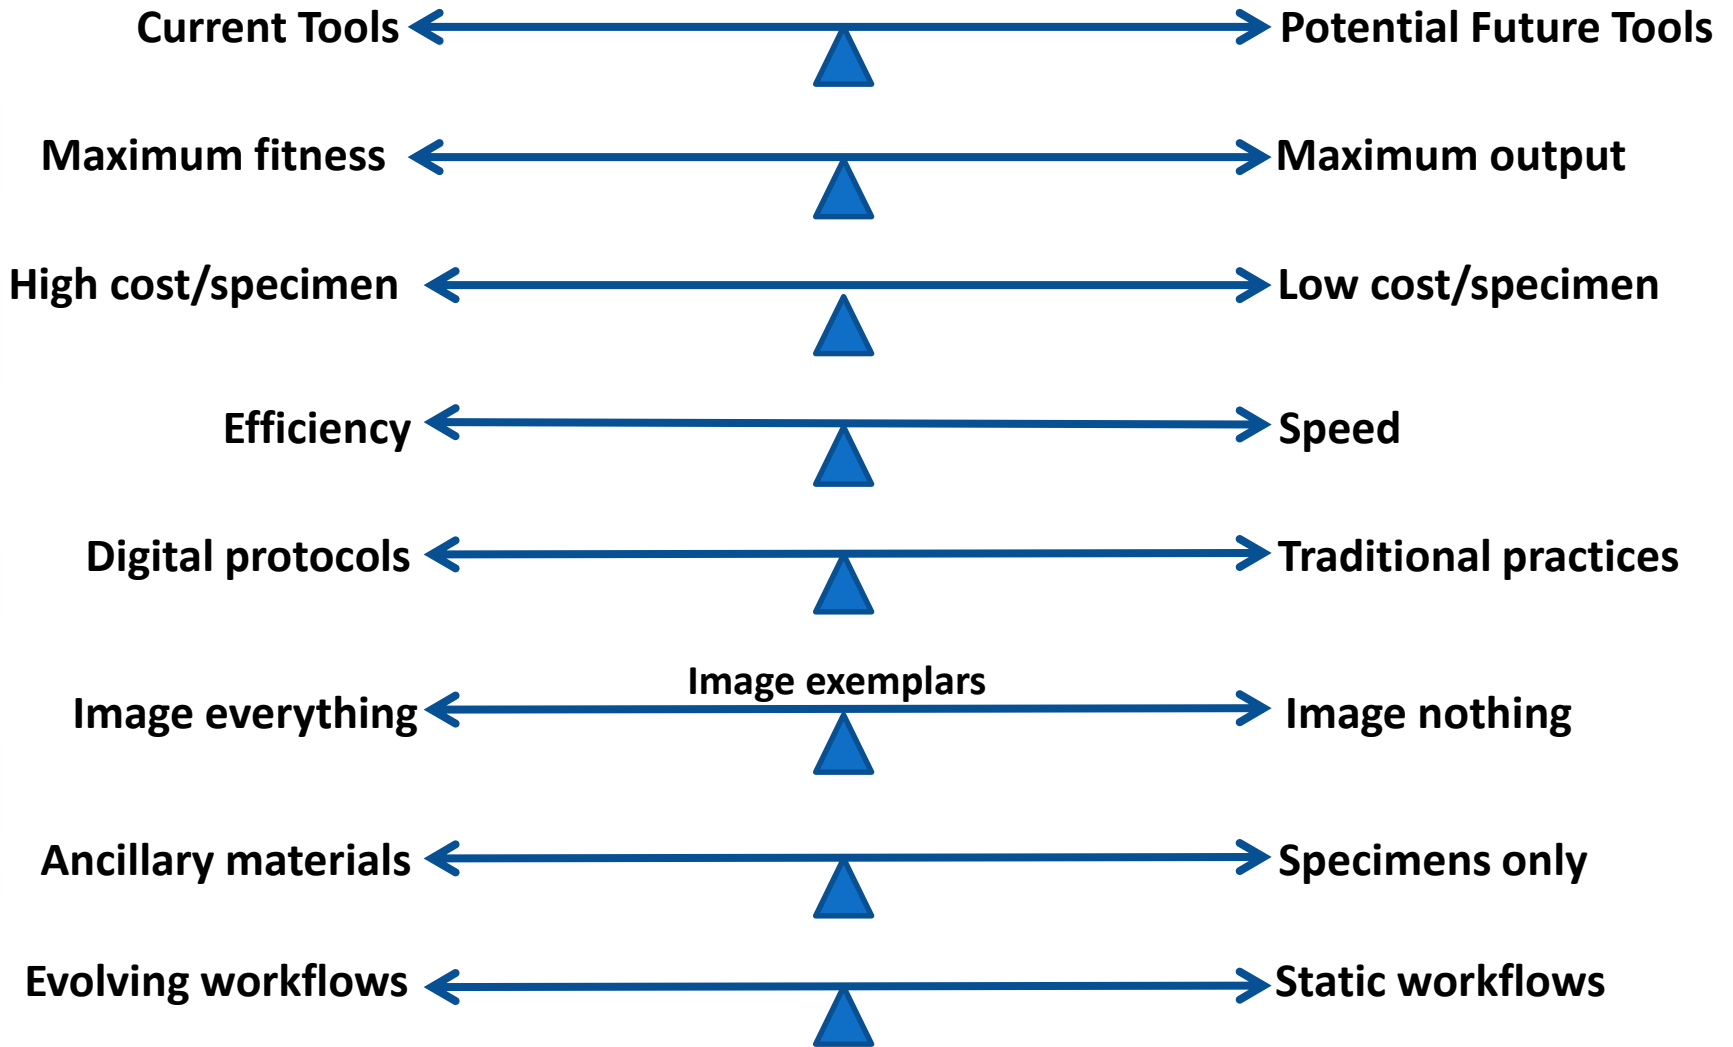 Current Tools Potential Future Tools
Maximum fitness Maximum output
High cost/specimen Low cost/specimen
Efficiency Speed
Digital protocols Traditional practices
Image exemplars
Image everything Image nothing
Ancillary materials Specimens only
Evolving workflows Static workflows